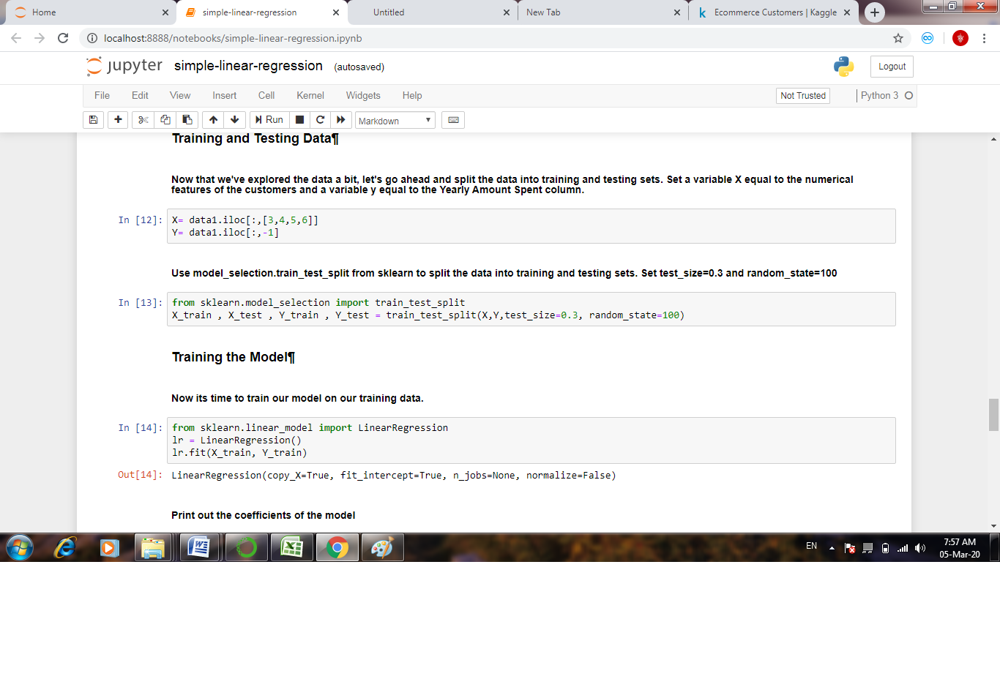 Home
simple-linear-regression
Untitled
New Tab
Ecommerce Customers | Kaggle
localhost:8888/notebooks/simple-linear-regression.ipynb
jupyter simple-linear-regression (autosaved)
Logout
File Edit View Insert Cell Kernel Widgets Help
Not Trusted
Python 3
Run
Markdown
Training and Testing Data¶
Now that we've explored the data a bit, let's go ahead and split the data into training and testing sets. Set a variable X equal to the numerical
features of the customers and a variable y equal to the Yearly Amount Spent column.
In [12]: X= data1.iloc[:,[3,4,5,6]]
Y= data1.iloc[:,-1]
Use model_selection.train_test_split from sklearn to split the data into training and testing sets. Set test_size=0.3 and random_state=100
In [13]: from sklearn.model_selection import train_test_split
X_train , X_test , Y_train , Y_test = train_test_split(X,Y,test_size=0.3, random_state=100)
Training the Model¶
Now its time to train our model on our training data.
In [14]: from sklearn.linear_model import LinearRegression
lr = LinearRegression()
lr.fit(X_train, Y_train)
Out[14]: LinearRegression(copy_X=True, fit_intercept=True, n_jobs=None, normalize=False)
Print out the coefficients of the model
EN
7:57 AM
05-Mar-20